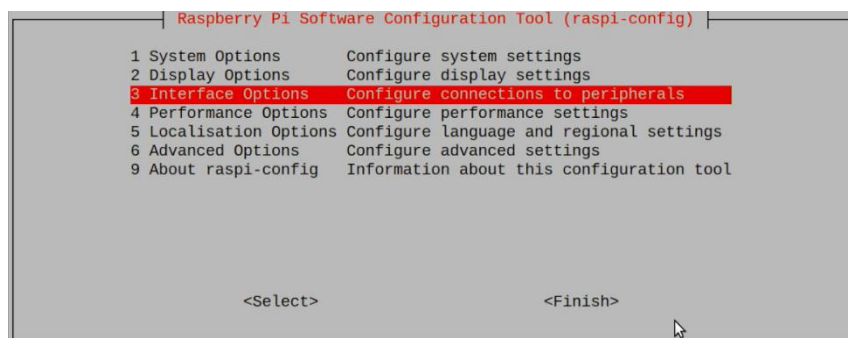 Raspberry Pi Software Configuration Tool (raspi-config)
1 System Options Configure system settings
2 Display Options Configure display settings
3 Interface Options Configure connections to peripherals
4 Performance Options Configure performance settings
5 Localisation Options Configure language and regional settings
6 Advanced Options Configure advanced settings
9 About raspi-config Information about this configuration tool
<Select> <Finish>